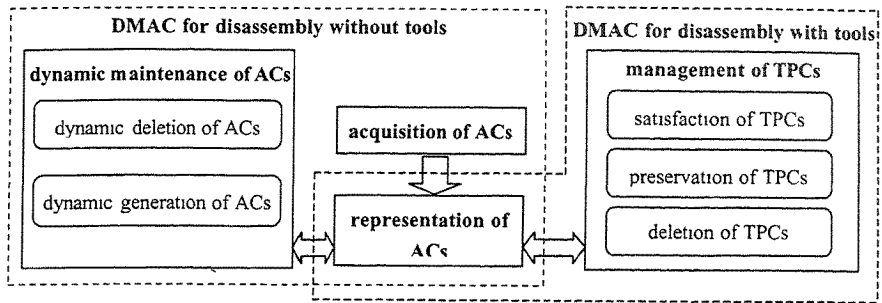 DMAC for disassembly without tools
DMAC for disassembly with tools
dynamic maintenance of ACs
dynamic deletion of ACs
dynamic generation of ACs
acquisition of ACs
representation of
ACs
management of TPCs
satisfaction of TPCs
preservation of TPCs
deletion of TPCs